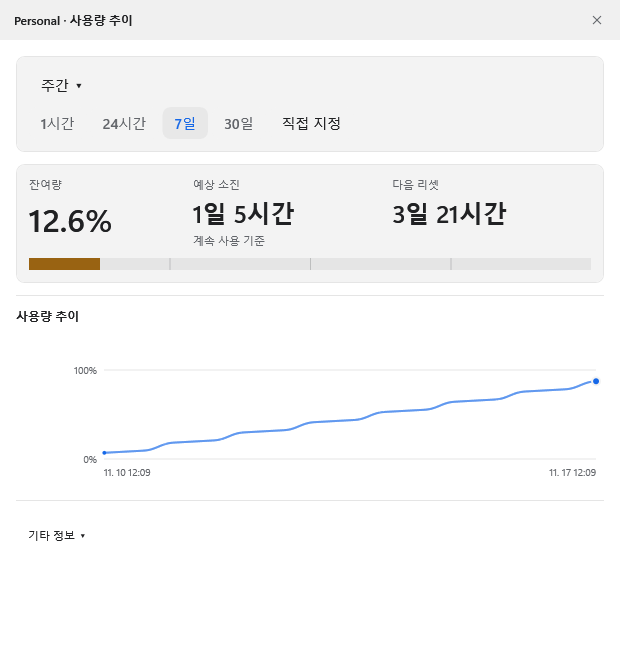 Personal · 사용량 추이
주간
1시간 24시간 7일 30일 직접 지정
잔여량 예상 소진 다음 리셋
12.6% 1일 5시간 3일 21시간
계속 사용 기준
사용량 추이
100%
0%
11. 10 12:09 11. 17 12:09
기타 정보